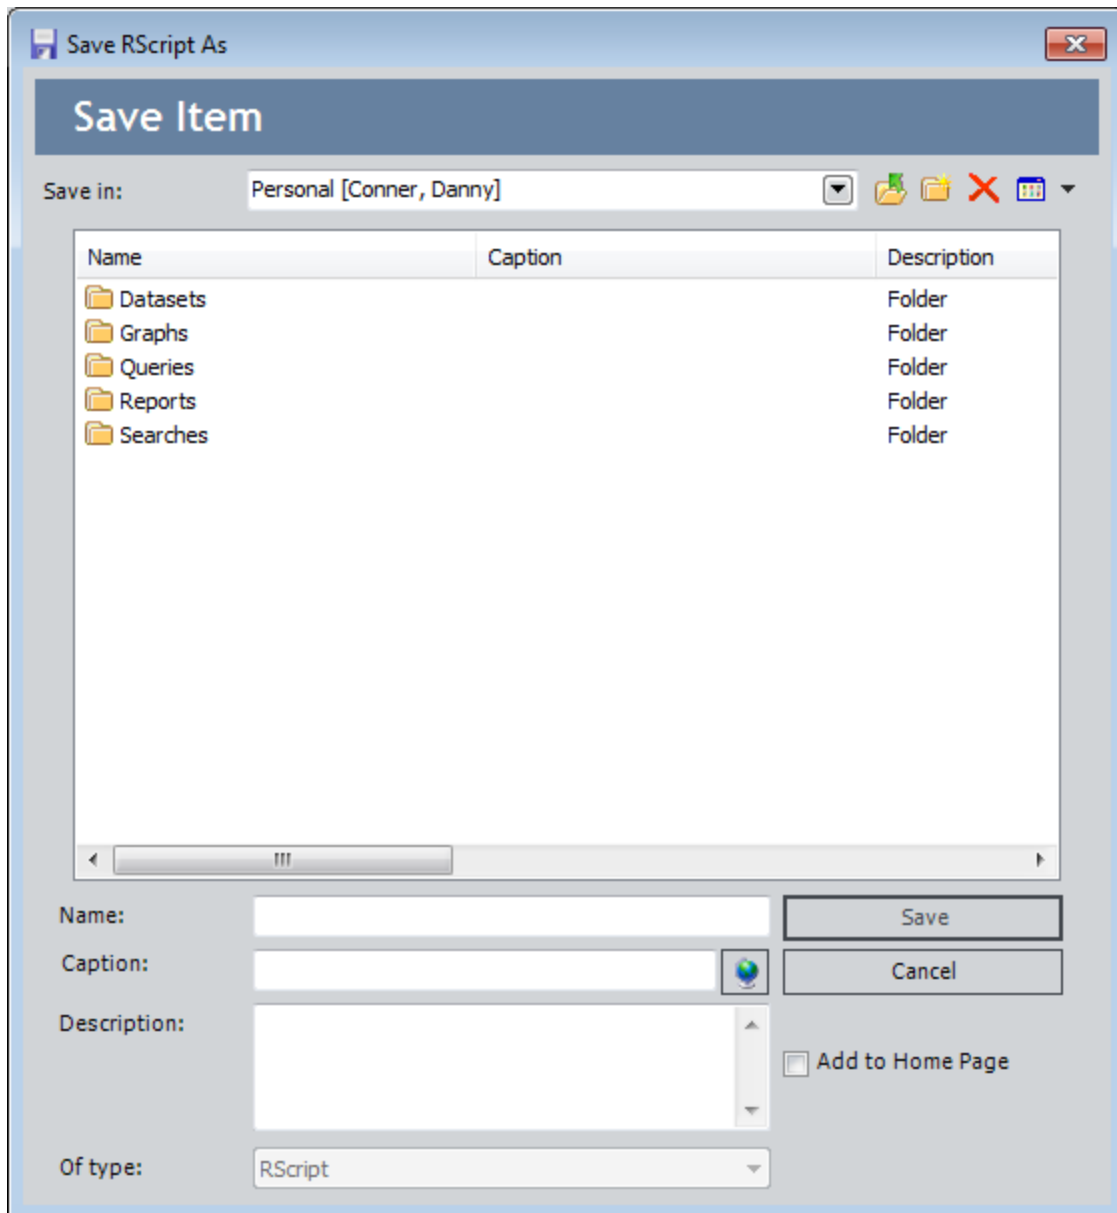 Save RScript As
Save Item
Save in: Personal [Conner, Danny]
Name Caption Description
Datasets Folder
Graphs Folder
Queries Folder
Reports Folder
Searches Folder
Name: Save
Caption: Cancel
Description:
Add to Home Page
Of type: RScript